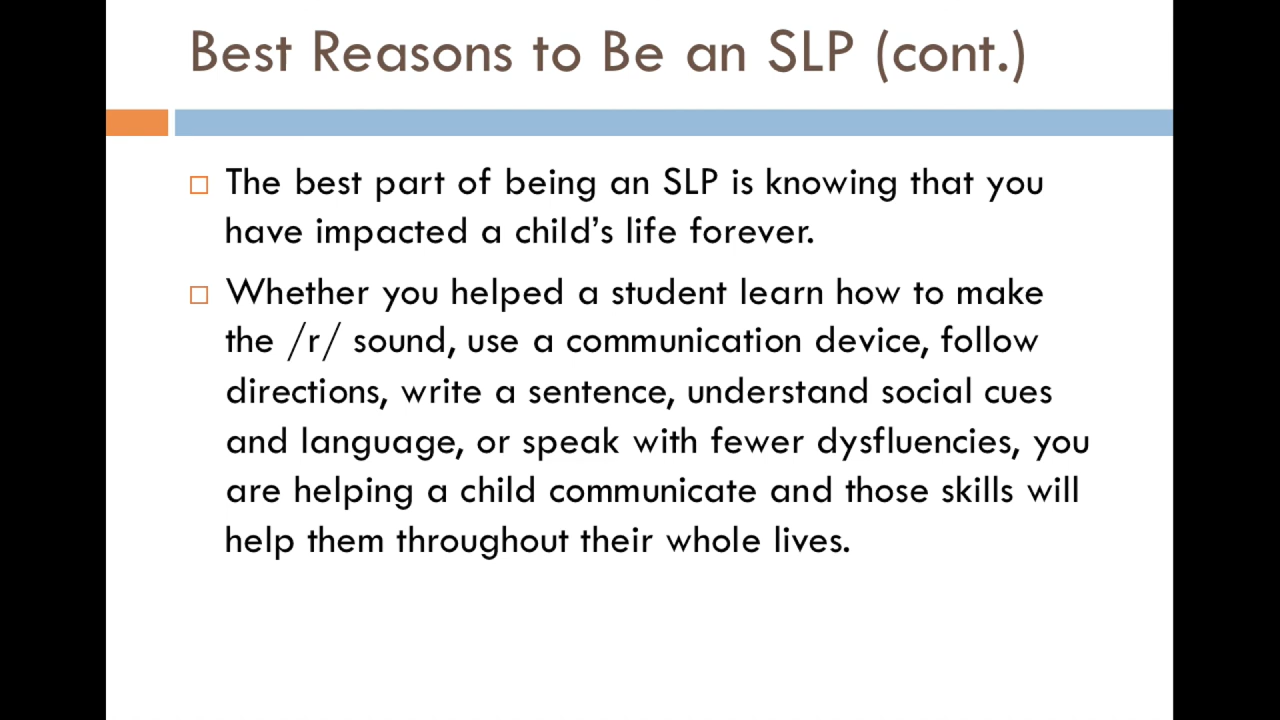 Best Reasons to Be an SLP (cont.)
The best part of being an SLP is knowing that you
have impacted a child’s life forever.
Whether you helped a student learn how to make
the /r/ sound, use a communication device, follow
directions, write a sentence, understand social cues
and language, or speak with fewer dysfluencies, you
are helping a child communicate and those skills will
help them throughout their whole lives.